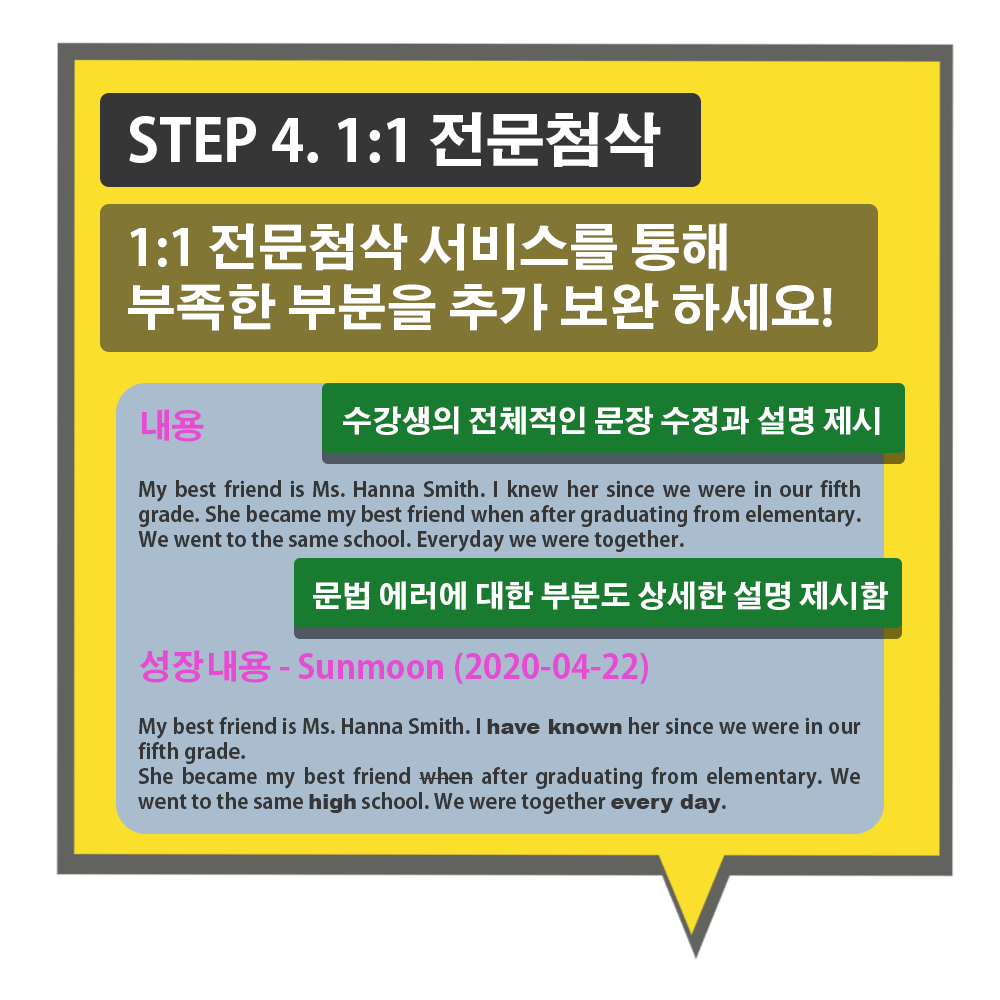 STEP 4. 1:1 전문첨삭
1:1 전문첨삭 서비스를 통해
부족한 부분을 추가 보완 하세요!
내용
수강생의 전체적인 문장 수정과 설명 제시
My best friend is Ms. Hanna Smith. I knew her since we were in our fifth
grade. She became my best friend when after graduating from elementary.
We went to the same school. Everyday we were together.
문법 에러에 대한 부분도 상세한 설명 제시함
성장내용 - Sunmoon (2020-04-22)
My best friend is Ms. Hanna Smith. I have known her since we were in our
fifth grade.
She became my best friend when after graduating from elementary. We
went to the same high school. We were together every day.